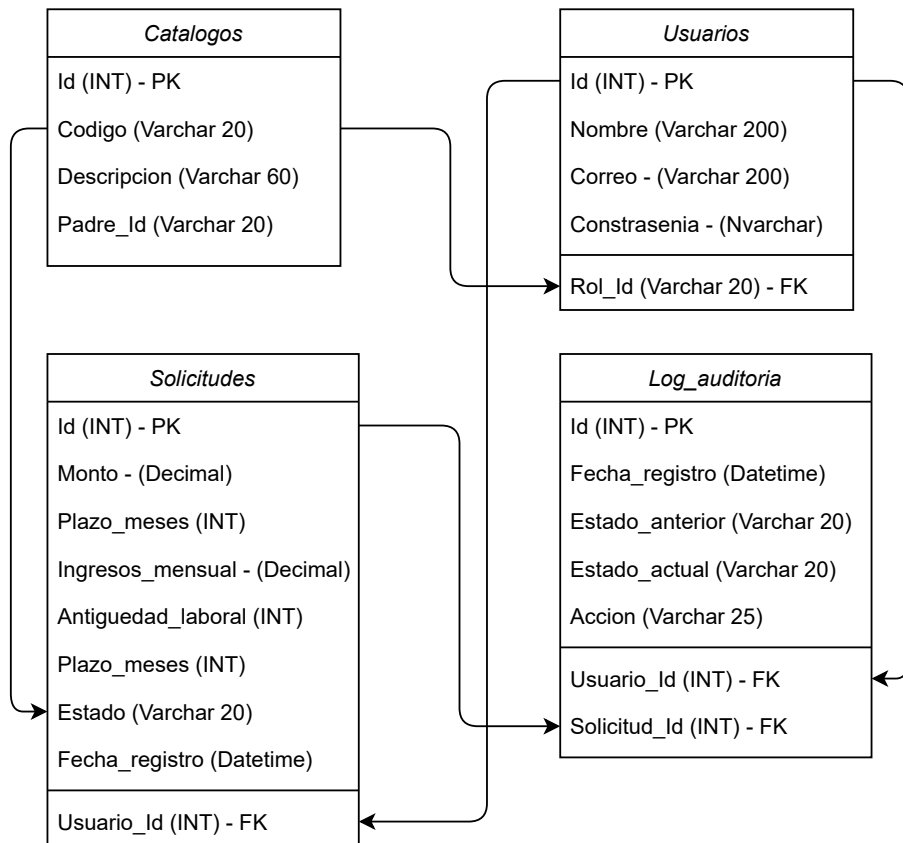 Catalogos
Id (INT) - PK
Codigo (Varchar 20)
Descripcion (Varchar 60)
Padre_Id (Varchar 20)
Usuarios
Id (INT) - PK
Nombre (Varchar 200)
Correo - (Varchar 200)
Constrasenia - (Nvarchar)
Rol_Id (Varchar 20) - FK
Solicitudes
Id (INT) - PK
Monto - (Decimal)
Plazo_meses (INT)
Ingresos_mensual - (Decimal)
Antiguedad_laboral (INT)
Plazo_meses (INT)
Estado (Varchar 20)
Fecha_registro (Datetime)
Usuario_Id (INT) - FK
Log_auditoria
Id (INT) - PK
Fecha_registro (Datetime)
Estado_anterior (Varchar 20)
Estado_actual (Varchar 20)
Accion (Varchar 25)
Usuario_Id (INT) - FK
Solicitud_Id (INT) - FK